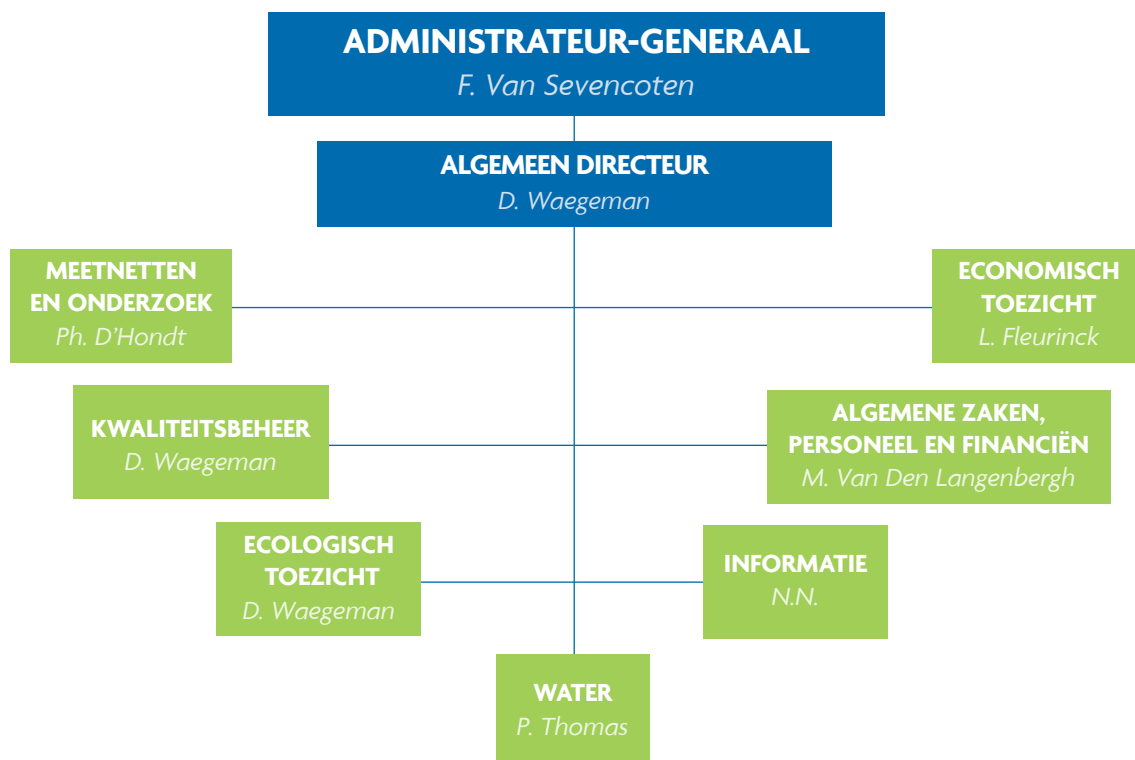 ADMINISTRATEUR-GENERAAL
F. Van Sevencoten
ALGEMEEN DIRECTEUR
D. Waegeman
MEETNETTEN
EN ONDERZOEK
Ph. D'Hondt
ECONOMISCH
TOEZICHT
L. Fleurinck
KWALITEITSBEHEER
D. Waegeman
ALGEMENE ZAKEN,
PERSONEEL EN FINANCIËN
M. Van Den Langenbergh
ECOLOGISCH
TOEZICHT
D. Waegeman
INFORMATIE
N.N.
WATER
P. Thomas